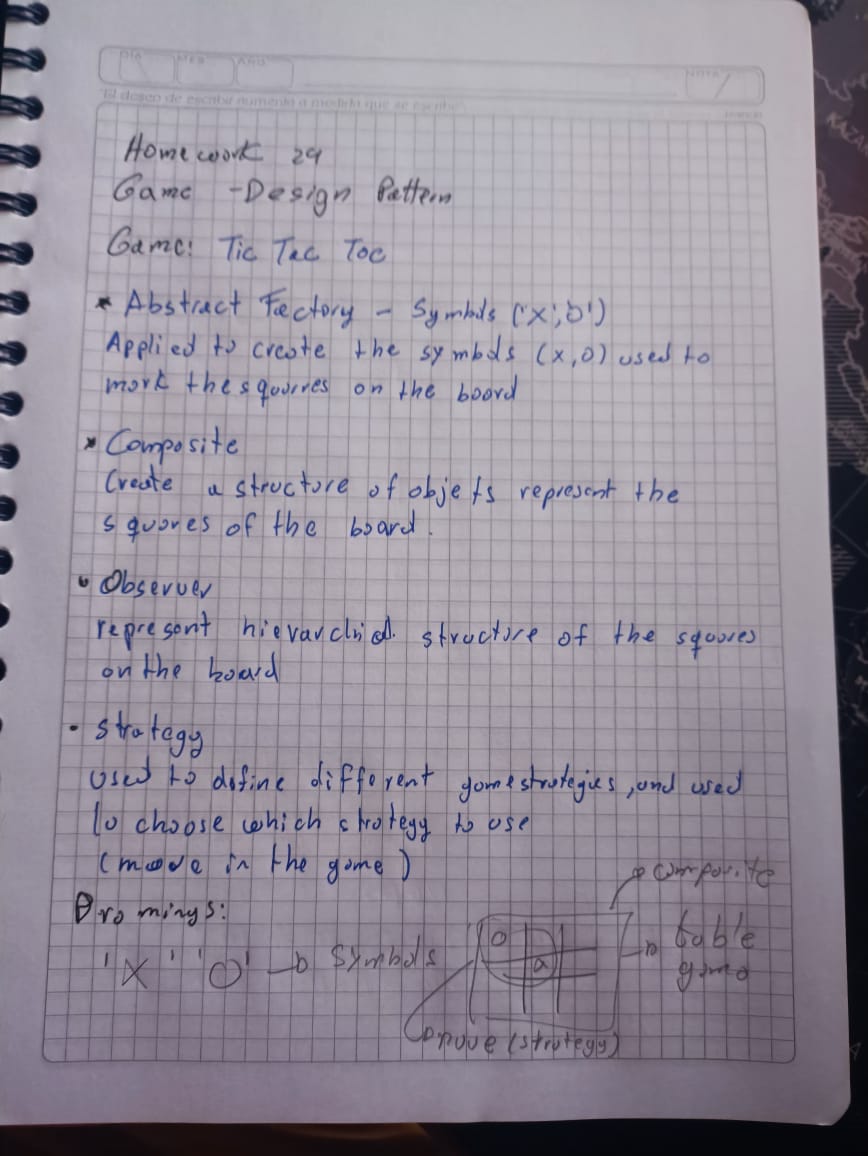 DIA MES AÑO NOTA
"El deseo de escribir aumenta a medida que se escribe"
Homework 29
Game - Design Pattern
Game: Tic Tac Toc
* Abstract Factory - Symbols ('X','O')
Applied to create the symbols (x,o) used to
mark the squares on the board
* Composite
Create a structure of objets represent the
squares of the board.
• Observer
represent hierarchical structure of the squares
on the board
• strategy
used to define different game strategies, and used
to choose which strategy to use
(move in the game)
composite
'X' 'O' → Symbols
O
table
game
move (strategy)